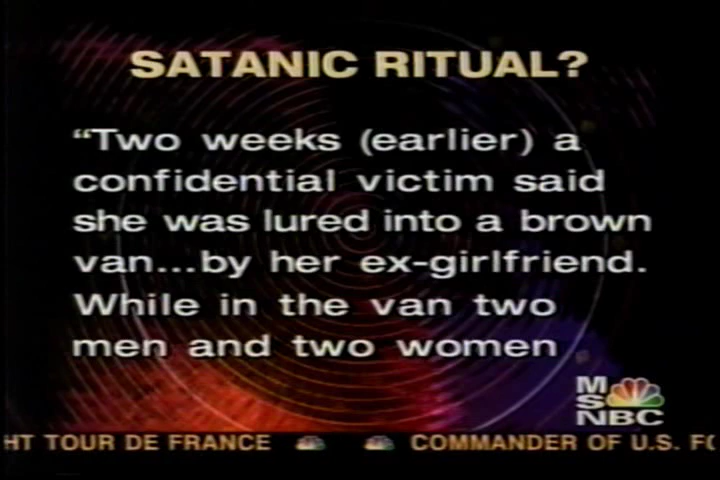 SATANIC RITUAL?
“Two weeks (earlier) a
confidential victim said
she was lured into a brown
van...by her ex-girlfriend.
While in the van two
men and two women
MSNBC
HT TOUR DE FRANCE
COMMANDER OF U.S.